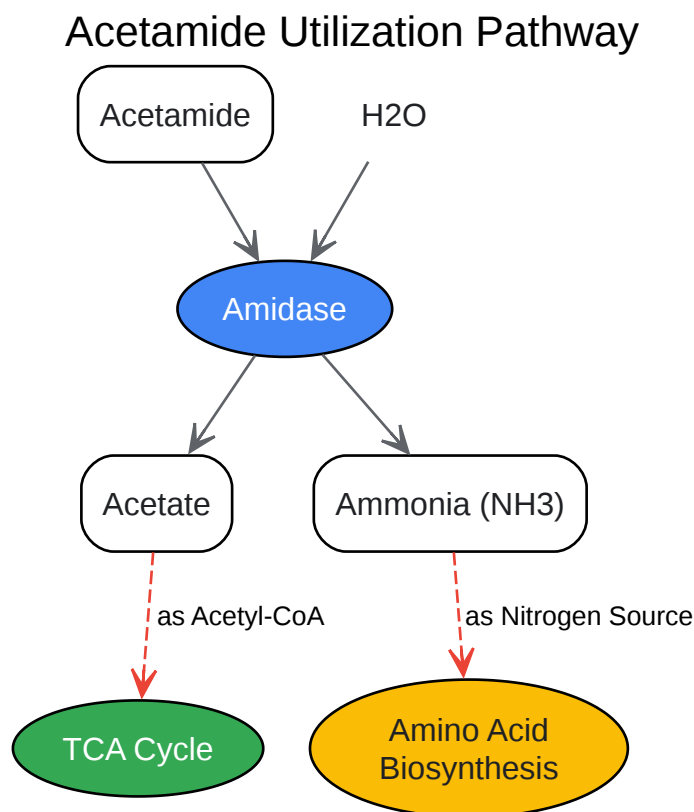 Acetamide Utilization Pathway
Acetamide
H2O
Amidase
Acetate
Ammonia (NH3)
as Acetyl-CoA
as Nitrogen Source
TCA Cycle
Amino Acid
Biosynthesis